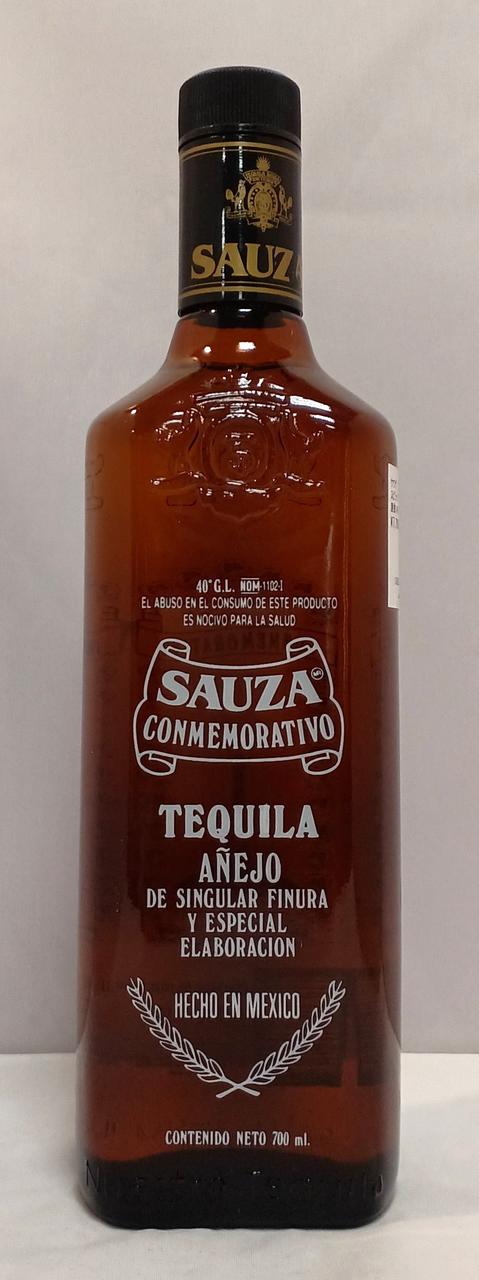 SAUZA
40° G.L. NOM-1102-I
EL ABUSO EN EL CONSUMO DE ESTE PRODUCTO
ES NOCIVO PARA LA SALUD
SAUZA MR
CONMEMORATIVO
TEQUILA
AÑEJO
DE SINGULAR FINURA
Y ESPECIAL
ELABORACION
HECHO EN MEXICO
CONTENIDO NETO 700 ml.